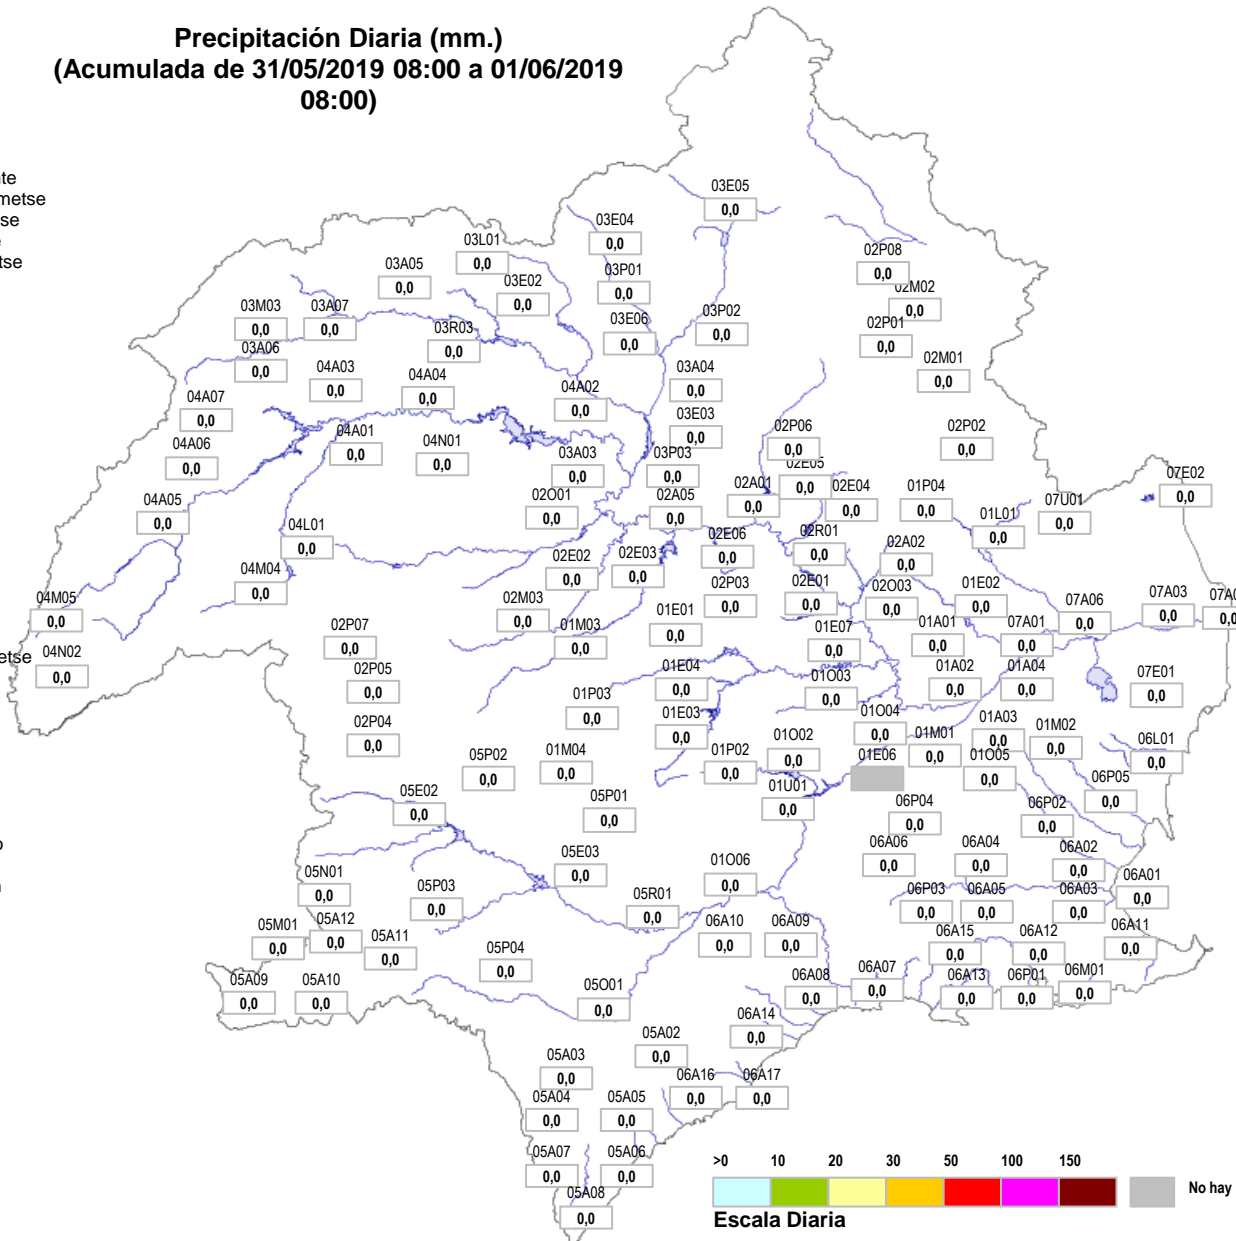 Precipitación Diaria (mm.)
(Acumulada de 31/05/2019 08:00 a 01/06/2019
08:00)
03E05
0,0
03E04
0,0
03L01
0,0
02P08
0,0
03A05
0,0
03P01
0,0
03E02
0,0
02M02
0,0
03M03
0,0
03A07
0,0
03E06
0,0
03P02
0,0
02P01
0,0
03R03
0,0
03A06
0,0
02M01
0,0
04A03
0,0
04A04
0,0
03A04
0,0
04A02
0,0
04A07
0,0
03E03
0,0
04A01
0,0
04N01
0,0
02P06
0,0
02P02
0,0
04A06
0,0
03A03
0,0
03P03
0,0
02E05
0,0
07E02
0,0
04A05
0,0
02O01
0,0
02A05
0,0
02A01
0,0
02E04
0,0
01P04
0,0
07U01
0,0
01L01
0,0
04L01
0,0
02E06
0,0
02R01
0,0
02A02
0,0
02E02
0,0
02E03
0,0
04M04
0,0
02P03
0,0
02E01
0,0
02O03
0,0
01E02
0,0
07A06
0,0
07A03
0,0
04M05
0,0
02M03
0,0
01E01
0,0
02P07
0,0
01M03
0,0
01E07
0,0
01A01
0,0
07A01
0,0
etse
04N02
0,0
02P05
0,0
01E04
0,0
01O03
0,0
01A02
0,0
01A04
0,0
07E01
0,0
01P03
0,0
02P04
0,0
01E03
0,0
01O04
0,0
01A03
0,0
01M02
0,0
01M01
0,0
06L01
0,0
05P02
0,0
01M04
0,0
01P02
0,0
01O02
0,0
01E06
01O05
0,0
06P05
0,0
05E02
0,0
05P01
0,0
01U01
0,0
06P04
0,0
06P02
0,0
05E03
0,0
06A06
0,0
06A04
0,0
06A02
0,0
05N01
0,0
05P03
0,0
01O06
0,0
06A01
0,0
05R01
0,0
06P03
0,0
06A05
0,0
06A03
0,0
05M01
0,0
05A12
0,0
05A11
0,0
06A10
0,0
06A09
0,0
06A15
0,0
06A12
0,0
06A11
0,0
05P04
0,0
05A09
0,0
05A10
0,0
05O01
0,0
06A08
0,0
06A07
0,0
06A13
0,0
06P01
0,0
06M01
0,0
06A14
0,0
05A02
0,0
05A03
0,0
06A16
0,0
06A17
0,0
05A04
0,0
05A05
0,0
05A07
0,0
05A06
0,0
05A08
0,0
>0 10 20 30 50 100 150
No hay
Escala Diaria